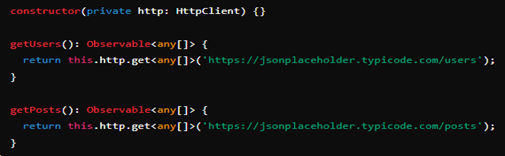 constructor(private http: HttpClient) {}
getUsers(): Observable<any[]> {
return this.http.get<any[]>('https://jsonplaceholder.typicode.com/users');
}
getPosts(): Observable<any[]> {
return this.http.get<any[]>('https://jsonplaceholder.typicode.com/posts');
}